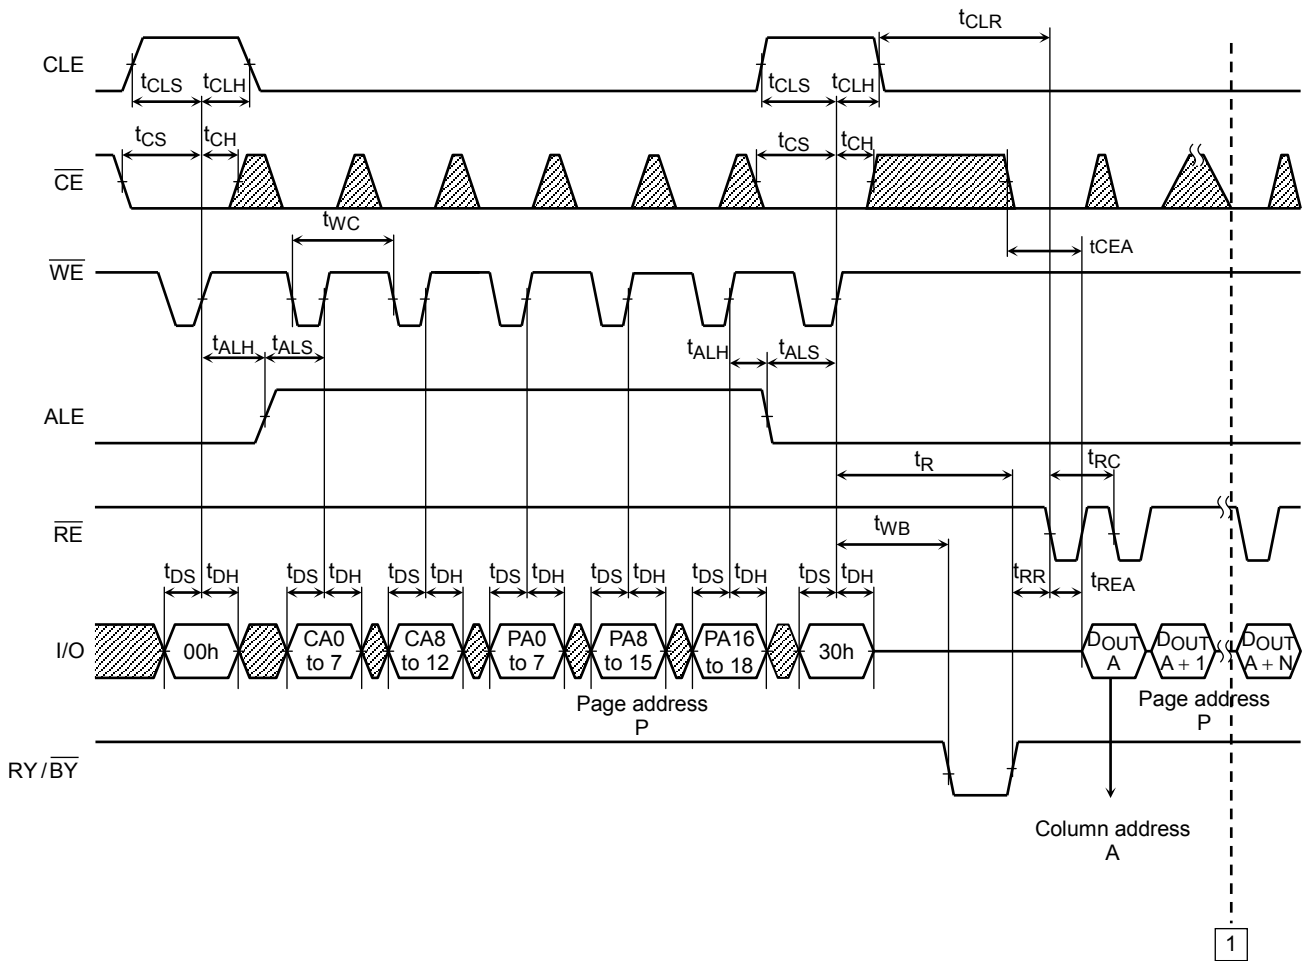 tCLR
CLE
tCLS tCLH tCLS tCLH
tCS tCH tCS tCH
CE
tWC
tCEA
WE
tALH tALS tALH tALS
ALE
tR tRC
RE
tWB
tDS tDH tDS tDH tDS tDH tDS tDH tDS tDH tDS tDH tDS tDH tRR tREA
I/O
00h
CA0
to 7
CA8
to 12
PA0
to 7
PA8
to 15
PA16
to 18
30h
DOUT
A
DOUT
A + 1
DOUT
A + N
Page address
P
Page address
P
RY/BY
Column address
A
1